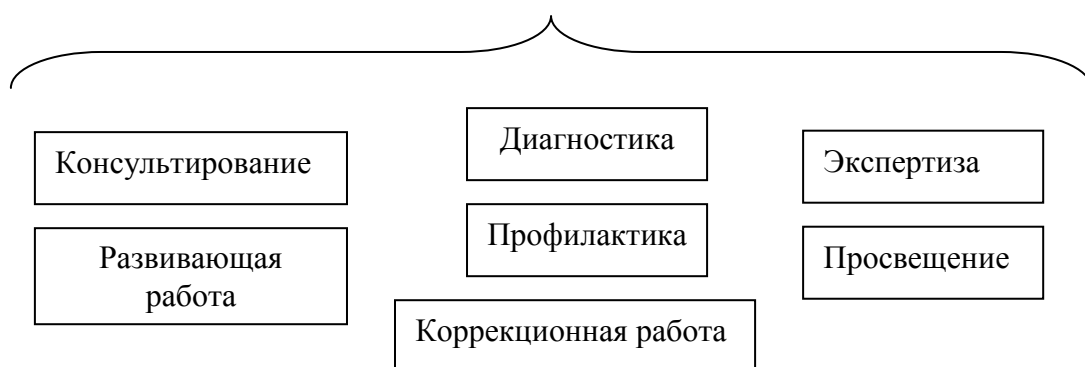 Консультирование
Диагностика
Экспертиза
Развивающая
работа
Профилактика
Просвещение
Коррекционная работа